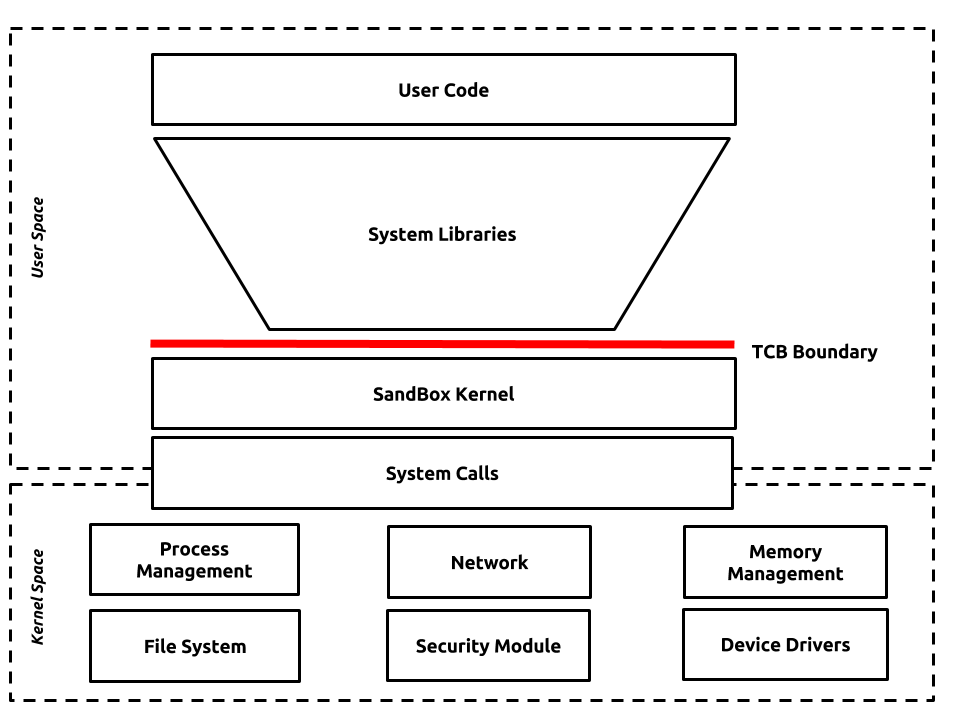 User Code
User Space
System Libraries
TCB Boundary
SandBox Kernel
System Calls
Kernel Space
Process
Management
Network
Memory
Management
File System
Security Module
Device Drivers